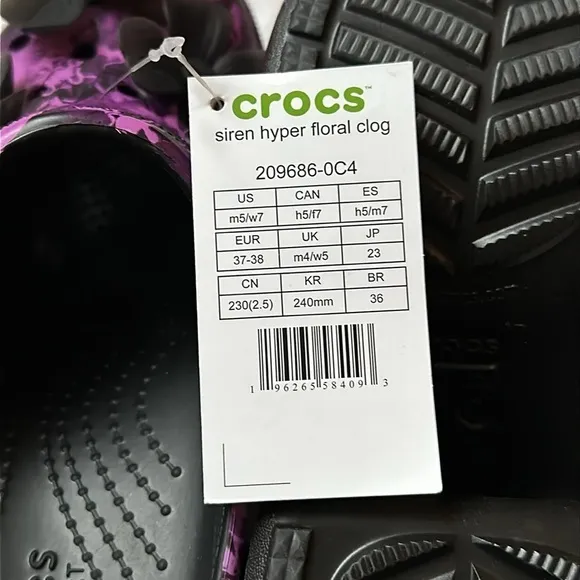 crocs™
siren hyper floral clog
209686-0C4
US CAN ES
m5/w7 h5/f7 h5/m7
EUR UK JP
37-38 m4/w5 23
CN KR BR
230(2.5) 240mm 36
1 96265 58409 3